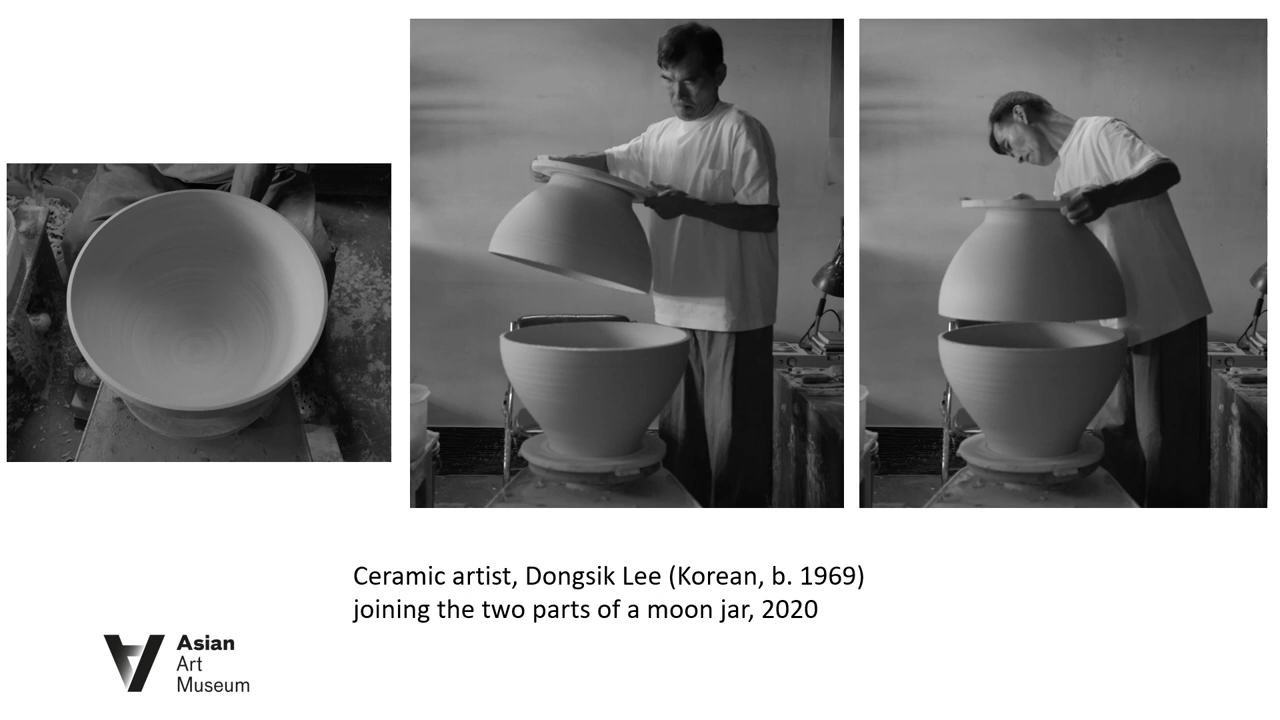 Ceramic artist, Dongsik Lee (Korean, b. 1969)
joining the two parts of a moon jar, 2020
Asian
Art
Museum